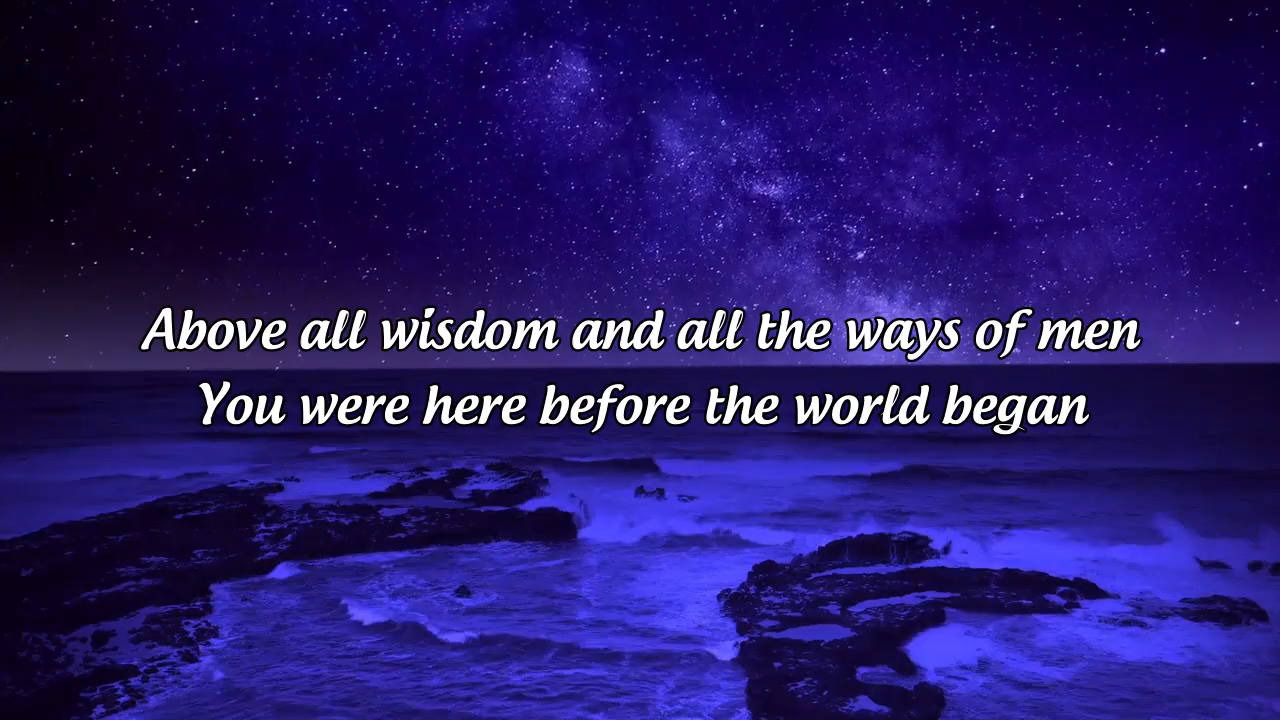 Above all wisdom and all the ways of men
You were here before the world began